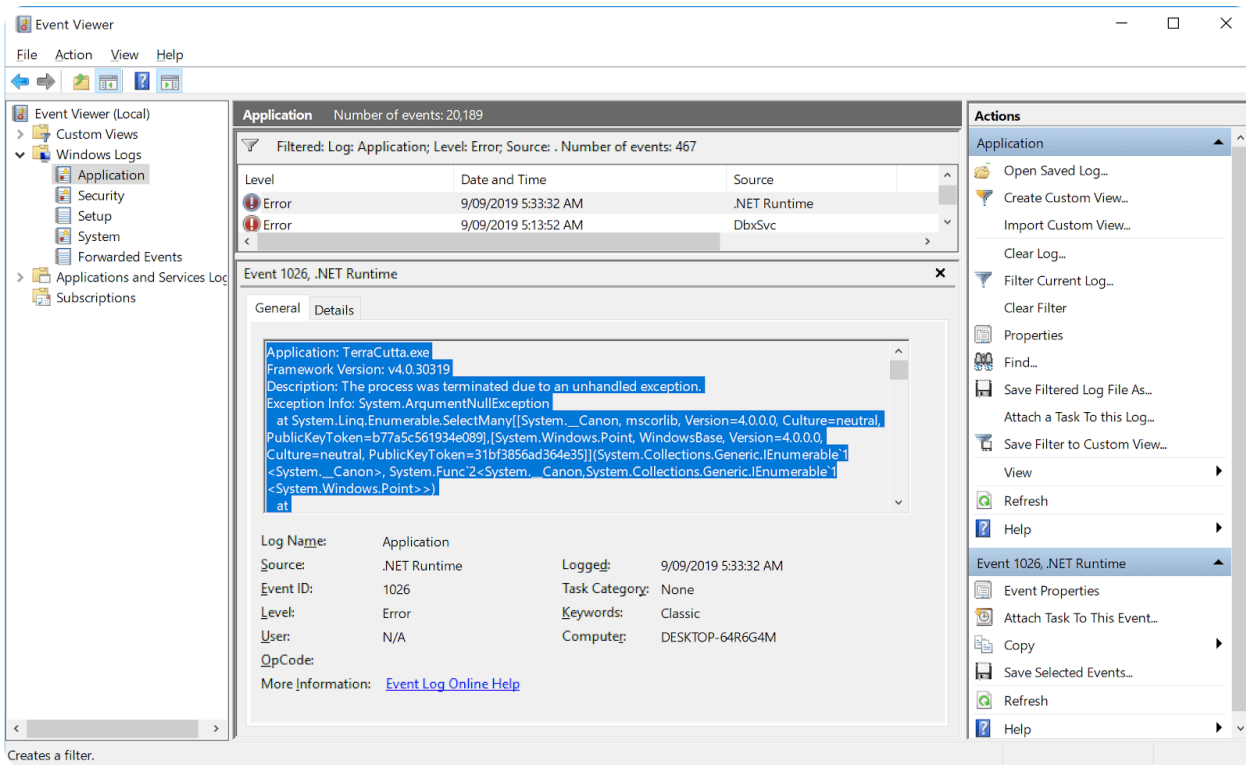 Event Viewer
File Action View Help
Event Viewer (Local)
Custom Views
Windows Logs
Application
Security
Setup
System
Forwarded Events
Applications and Services Log
Subscriptions
Application Number of events: 20,189
Filtered: Log: Application; Level: Error; Source: . Number of events: 467
Level Date and Time Source
Error 9/09/2019 5:33:32 AM .NET Runtime
Error 9/09/2019 5:13:52 AM DbxSvc
Event 1026, .NET Runtime
General Details
Application: TerraCutta.exe
Framework Version: v4.0.30319
Description: The process was terminated due to an unhandled exception.
Exception Info: System.ArgumentNullException
at System.Linq.Enumerable.SelectMany[[System.__Canon, mscorlib, Version=4.0.0.0, Culture=neutral,
PublicKeyToken=b77a5c561934e089],[System.Windows.Point, WindowsBase, Version=4.0.0.0,
Culture=neutral, PublicKeyToken=31bf3856ad364e35]](System.Collections.Generic.IEnumerable`1
<System.__Canon>, System.Func`2<System.__Canon,System.Collections.Generic.IEnumerable`1
<System.Windows.Point>>)
at
Log Name: Application
Source: .NET Runtime Logged: 9/09/2019 5:33:32 AM
Event ID: 1026 Task Category: None
Level: Error Keywords: Classic
User: N/A Computer: DESKTOP-64R6G4M
OpCode:
More Information: Event Log Online Help
Actions
Application
Open Saved Log...
Create Custom View...
Import Custom View...
Clear Log...
Filter Current Log...
Clear Filter
Properties
Find...
Save Filtered Log File As...
Attach a Task To this Log...
Save Filter to Custom View...
View
Refresh
Help
Event 1026, .NET Runtime
Event Properties
Attach Task To This Event...
Copy
Save Selected Events...
Refresh
Help
Creates a filter.